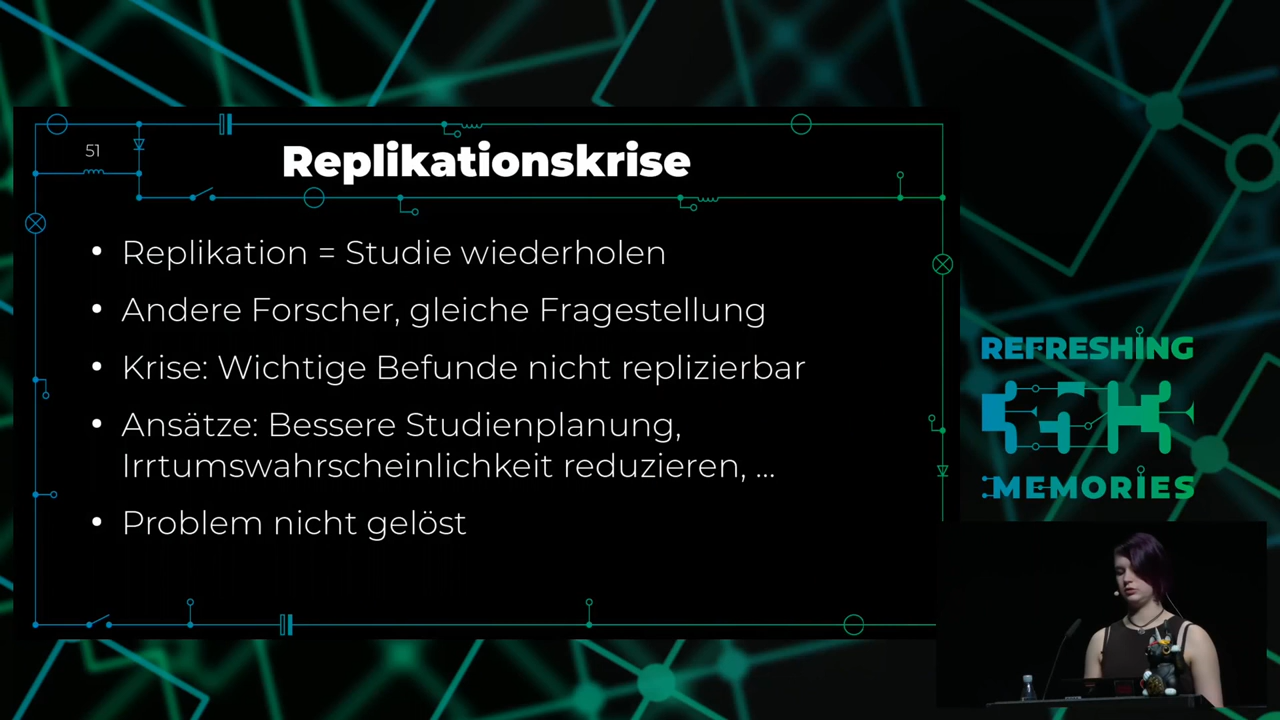 51
Replikationskrise
• Replikation = Studie wiederholen
• Andere Forscher, gleiche Fragestellung
• Krise: Wichtige Befunde nicht replizierbar
• Ansätze: Bessere Studienplanung,
Irrtumswahrscheinlichkeit reduzieren, ...
• Problem nicht gelöst
REFRESHING
MEMORIES